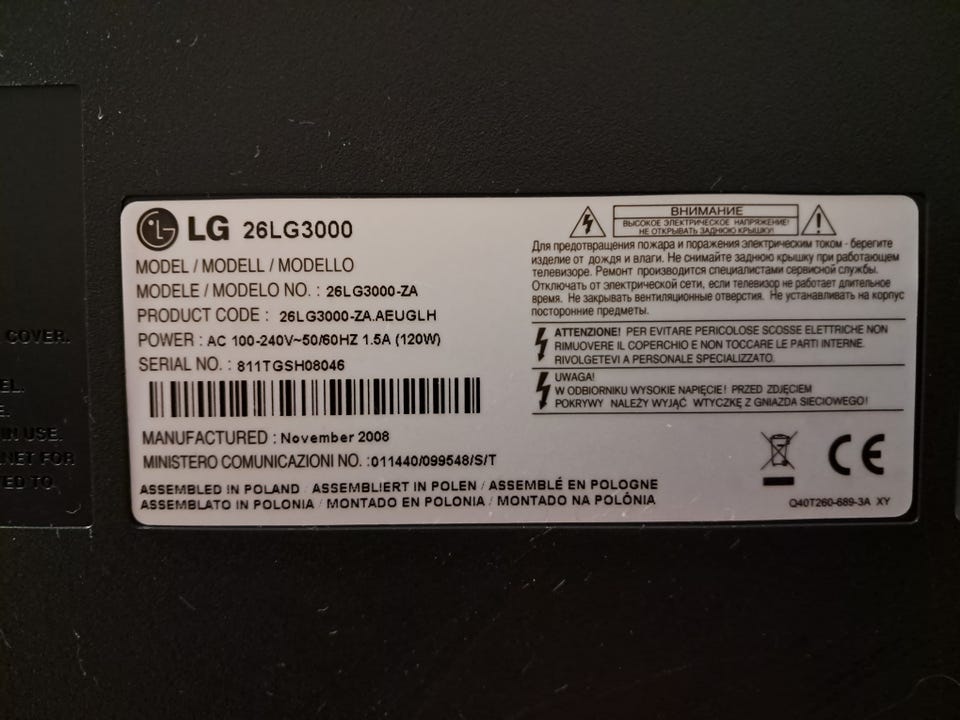 COVER.
EL.
E.
IN USE.
NET FOR
ED TO
LG 26LG3000
MODEL / MODELL / MODELLO
MODELE / MODELO NO. : 26LG3000-ZA
PRODUCT CODE : 26LG3000-ZA.AEUGLH
POWER : AC 100-240V~50/60HZ 1.5A (120W)
SERIAL NO. : 811TGSH08046
MANUFACTURED : November 2008
MINISTERO COMUNICAZIONI NO. :011440/099548/S/T
ASSEMBLED IN POLAND ASSEMBLIERT IN POLEN / ASSEMBLÉ EN POLOGNE
ASSEMBLATO IN POLONIA / MONTADO EN POLONIA / MONTADO NA POLÓNIA
ВНИМАНИЕ
ВЫСОКОЕ ЭЛЕКТРИЧЕСКОЕ НАПРЯЖЕНИЕ!
НЕ ОТКРЫВАТЬ ЗАДНЮЮ КРЫШКУ!
Для предотвращения пожара и поражения электрическим током - берегите
изделие от дождя и влаги. Не снимайте заднюю крышку при работающем
телевизоре. Ремонт производится специалистами сервисной службы.
Отключать от электрической сети, если телевизор не работает длительное
время. Не закрывать вентиляционные отверстия. Не устанавливать на корпус
посторонние предметы.
ATTENZIONE! PER EVITARE PERICOLOSE SCOSSE ELETTRICHE NON
RIMUOVERE IL COPERCHIO E NON TOCCARE LE PARTI INTERNE.
RIVOLGETEVI A PERSONALE SPECIALIZZATO.
UWAGA!
W ODBIORNIKU WYSOKIE NAPIĘCIE! PRZED ZDJĘCIEM
POKRYWY NALEŻY WYJĄĆ WTYCZKĘ Z GNIAZDA SIECIOWEGO!
CE
Q40T260-689-3A XY